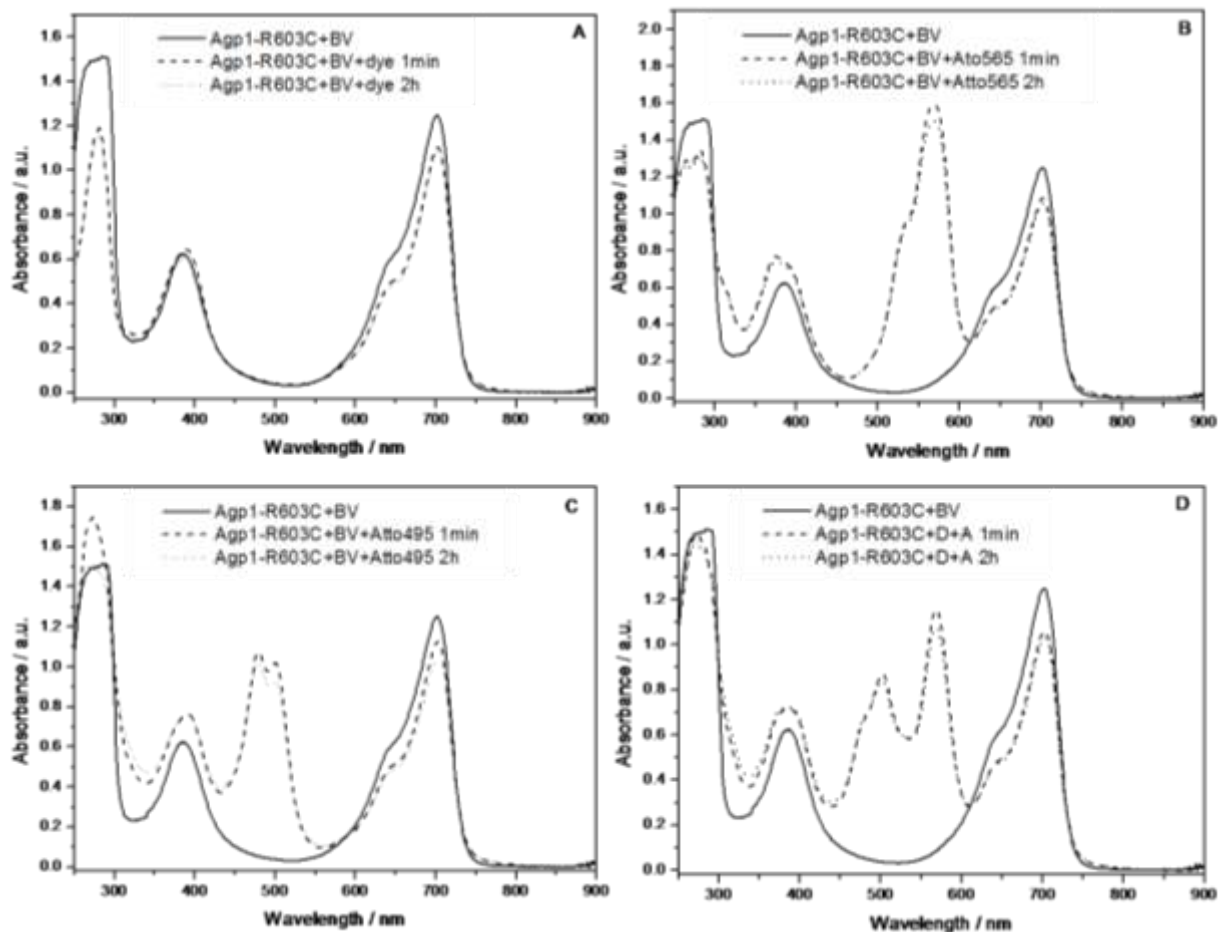 A
Agp1-R603C+BV
Agp1-R603C+BV+dye 1min
Agp1-R603C+BV+dye 2h
Absorbance / a.u.
1.6
1.4
1.2
1.0
0.8
0.6
0.4
0.2
0.0
300 400 500 600 700 800 900
Wavelength / nm
B
Agp1-R603C+BV
Agp1-R603C+BV+Ato565 1min
Agp1-R603C+BV+Atto565 2h
Absorbance / a.u.
2.0
1.8
1.6
1.4
1.2
1.0
0.8
0.6
0.4
0.2
0.0
300 400 500 600 700 800 900
Wavelength / nm
C
Agp1-R603C+BV
Agp1-R603C+BV+Atto495 1min
Agp1-R603C+BV+Atto495 2h
Absorbance / a.u.
1.8
1.6
1.4
1.2
1.0
0.8
0.6
0.4
0.2
0.0
300 400 500 600 700 800 900
Wavelength / nm
D
Agp1-R603C+BV
Agp1-R603C+D+A 1min
Agp1-R603C+D+A 2h
Absorbance / a.u.
1.6
1.4
1.2
1.0
0.8
0.6
0.4
0.2
0.0
300 400 500 600 700 800 900
Wavelength / nm